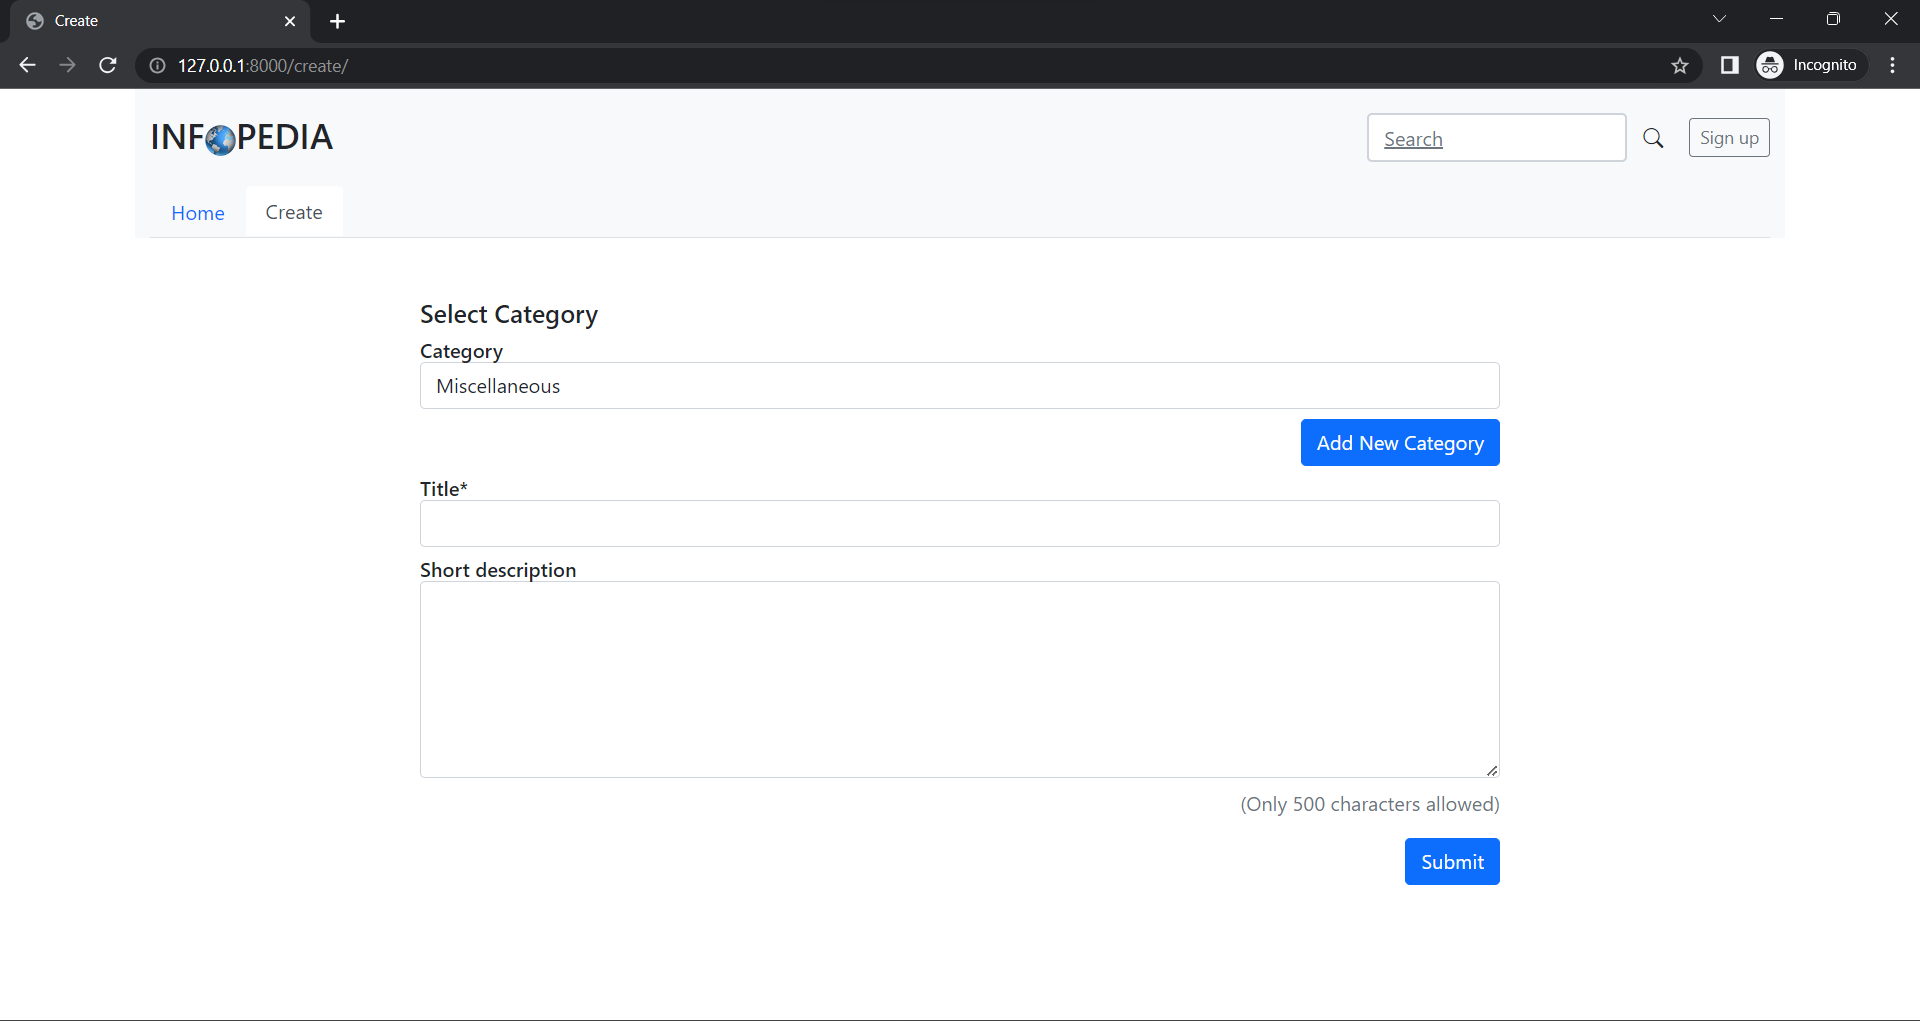 Create
127.0.0.1:8000/create/
Incognito
INFOPEDIA
Search
Sign up
Home
Create
Select Category
Category
Miscellaneous
Add New Category
Title*
Short description
(Only 500 characters allowed)
Submit